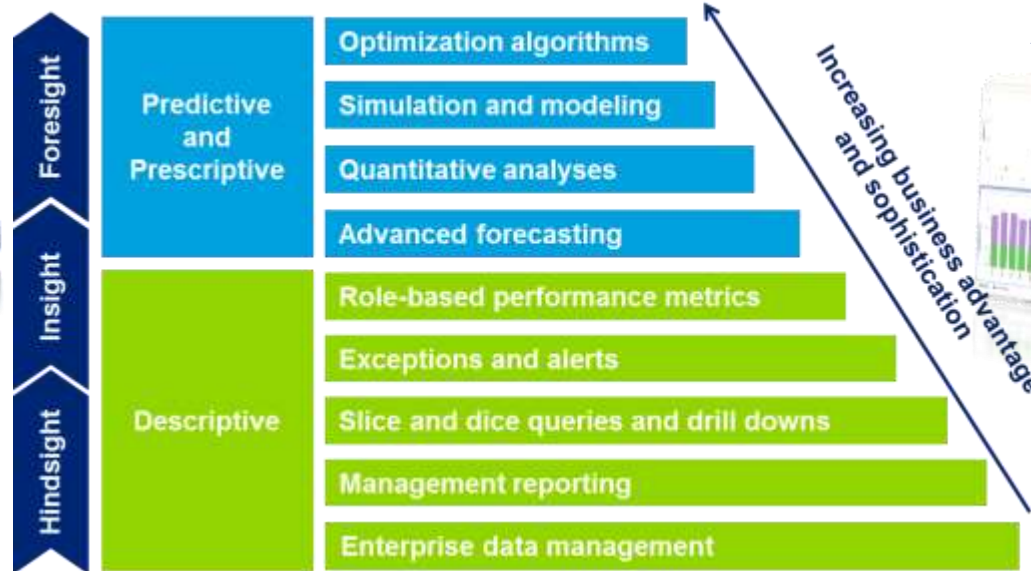 Foresight
Insight
Hindsight
Predictive
and
Prescriptive
Descriptive
Optimization algorithms
Simulation and modeling
Quantitative analyses
Advanced forecasting
Role-based performance metrics
Exceptions and alerts
Slice and dice queries and drill downs
Management reporting
Enterprise data management
Increasing business advantage
and sophistication